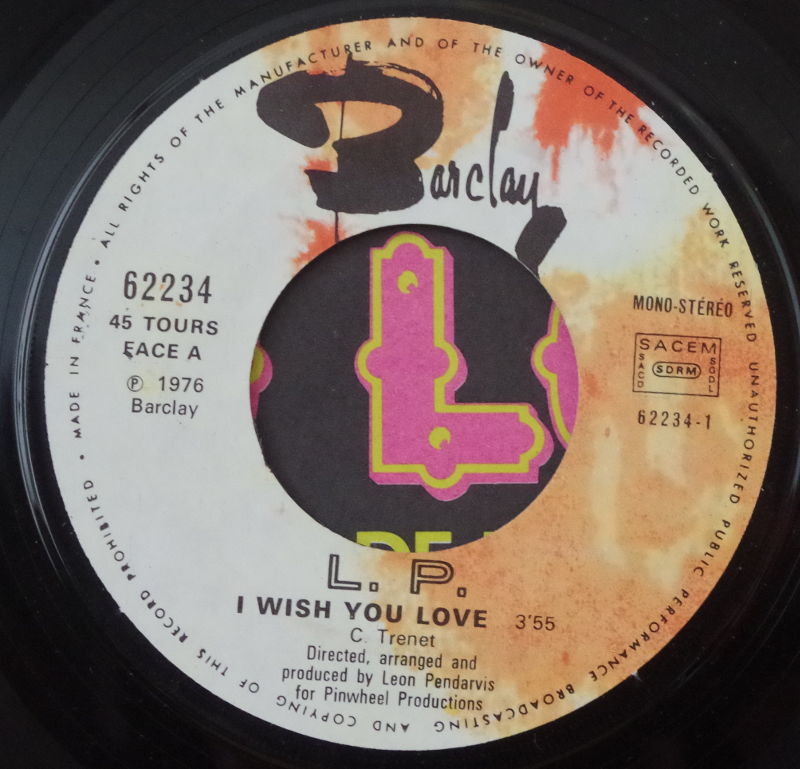 MADE IN FRANCE • ALL RIGHTS OF THE MANUFACTURER AND OF THE OWNER OF THE RECORDED WORK RESERVED UNAUTHORIZED PUBLIC PERFORMANCE BROADCASTING AND COPYING OF THIS RECORD PROHIBITED •
Barclay
62234
45 TOURS
FACE A
℗ 1976
Barclay
MONO-STÉRÉO
SACEM
SACD
SDRM
SGDL
62234-1
L
DE
L. P.
I WISH YOU LOVE 3'55
C. Trenet
Directed, arranged and
produced by Leon Pendarvis
for Pinwheel Productions